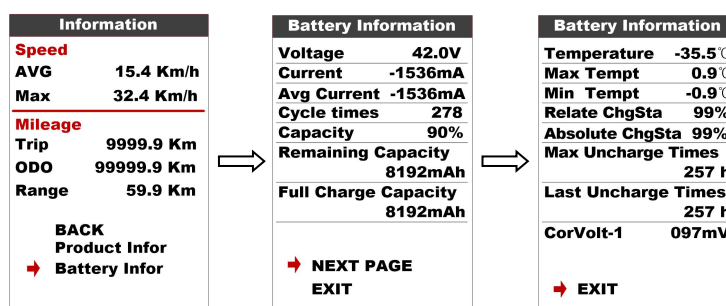 Information
Speed
AVG 15.4 Km/h
Max 32.4 Km/h
Mileage
Trip 9999.9 Km
ODO 99999.9 Km
Range 59.9 Km
BACK
Product Infor
Battery Infor
Battery Information
Voltage 42.0V
Current -1536mA
Avg Current -1536mA
Cycle times 278
Capacity 90%
Remaining Capacity
8192mAh
Full Charge Capacity
8192mAh
NEXT PAGE
EXIT
Battery Information
Temperature -35.5℃
Max Tempt 0.9℃
Min Tempt -0.9℃
Relate ChgSta 99%
Absolute ChgSta 99%
Max Uncharge Times
257 h
Last Uncharge Times
257 h
CorVolt-1 097mV
EXIT